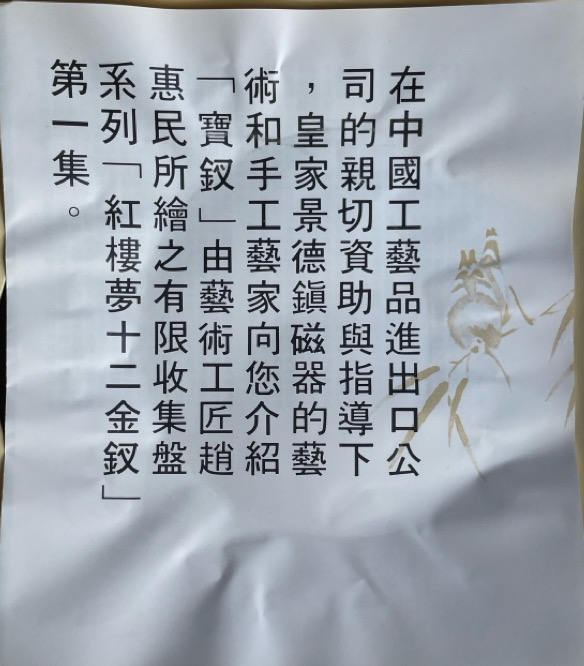 在中國工藝品進出口公
司的親切資助與指導下
，皇家景德鎮磁器的藝
術和手工藝家向您介紹
「寶釵」由藝術工匠趙
惠民所繪之有限收集盤
系列「紅樓夢十二金釵」
第一集。